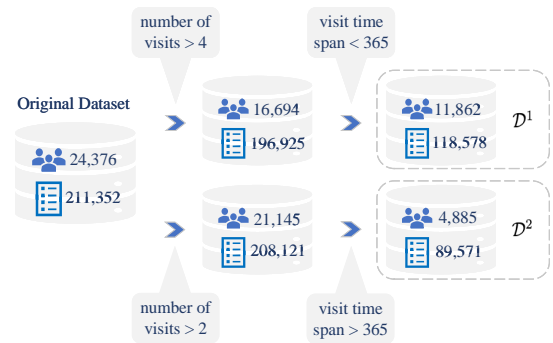 number of
visits > 4
visit time
span < 365
Original Dataset
24,376
211,352
16,694
196,925
11,862
118,578
𝒟¹
21,145
208,121
4,885
89,571
𝒟²
number of
visits > 2
visit time
span > 365